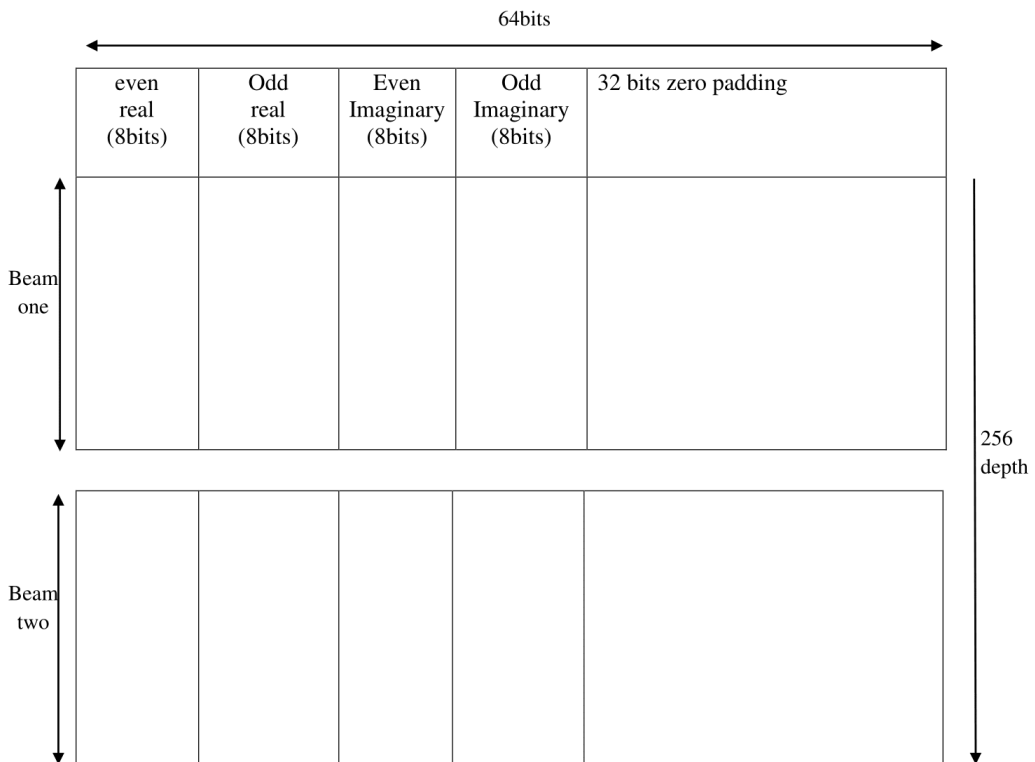 64bits
even
real
(8bits)
Odd
real
(8bits)
Even
Imaginary
(8bits)
Odd
Imaginary
(8bits)
32 bits zero padding
Beam
one
256
depth
Beam
two